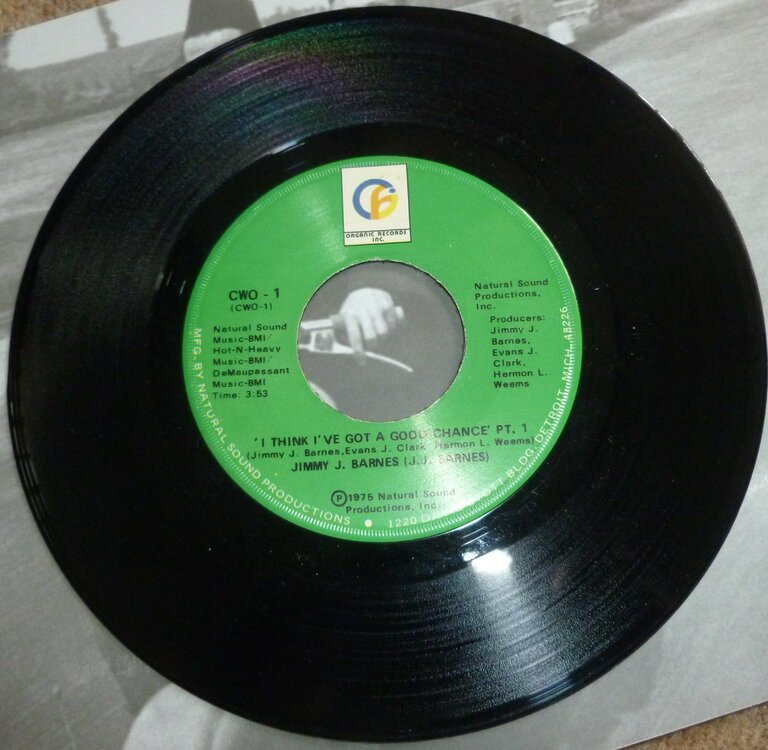 ORGANIC RECORDS
INC.
CWO - 1
(CWO-1)
Natural Sound
Music-BMI/
Hot-N-Heavy
Music-BMI/
DeMaupassant
Music-BMI
Time: 3:53
Natural Sound
Productions,
Inc.
Producers:
Jimmy J.
Barnes,
Evans J.
Clark,
Hermon L.
Weems
'I THINK I'VE GOT A GOOD CHANCE' PT. 1
(Jimmy J. Barnes, Evans J. Clark, Hermon L. Weems)
JIMMY J. BARNES (J.J. BARNES)
Ⓟ1975 Natural Sound
Productions, Inc.
MFG. BY NATURAL SOUND PRODUCTIONS • 1220 BLDG. DETROIT, MICH. 48226